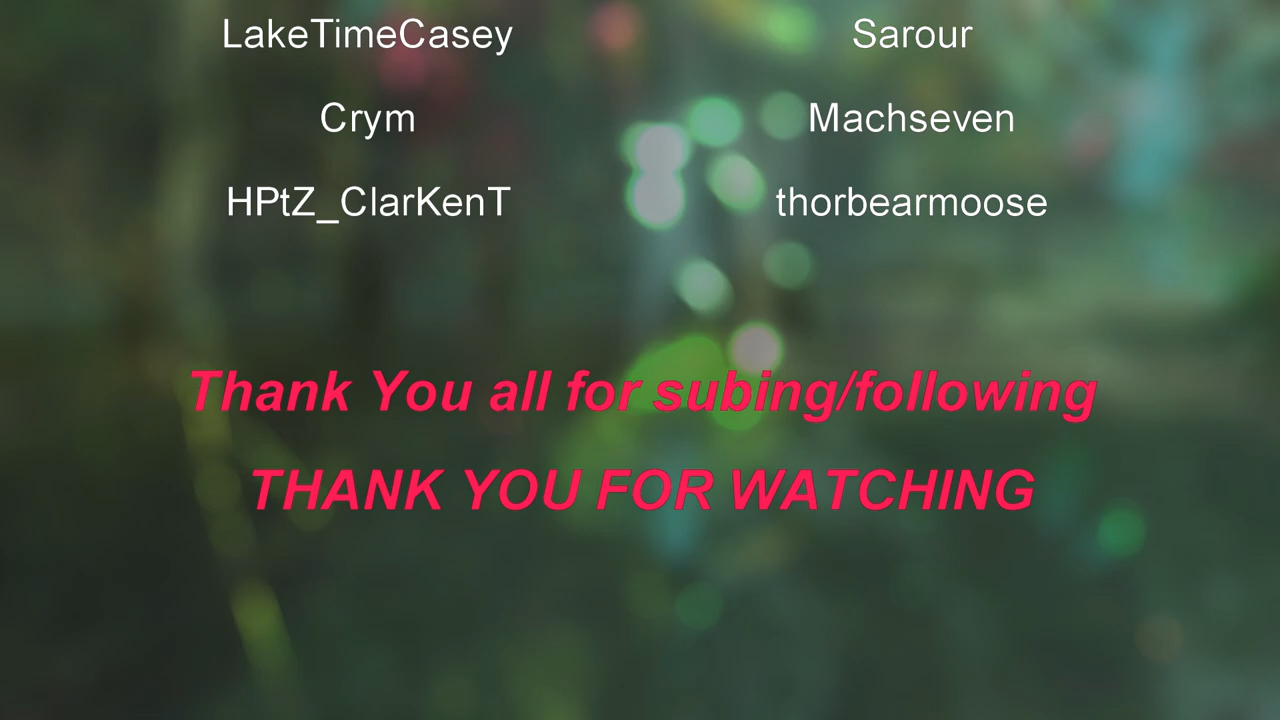 LakeTimeCasey Sarour
Crym Machseven
HPtZ_ClarKenT thorbearmoose
Thank You all for subing/following
THANK YOU FOR WATCHING